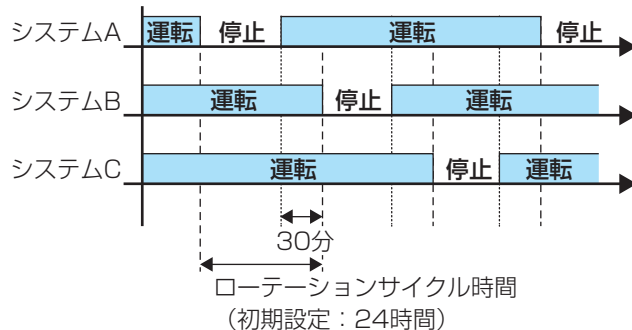 システムA 運転 停止 運転 停止
システムB 運転 停止 運転
システムC 運転 停止 運転
30分
ローテーションサイクル時間
（初期設定：24時間）